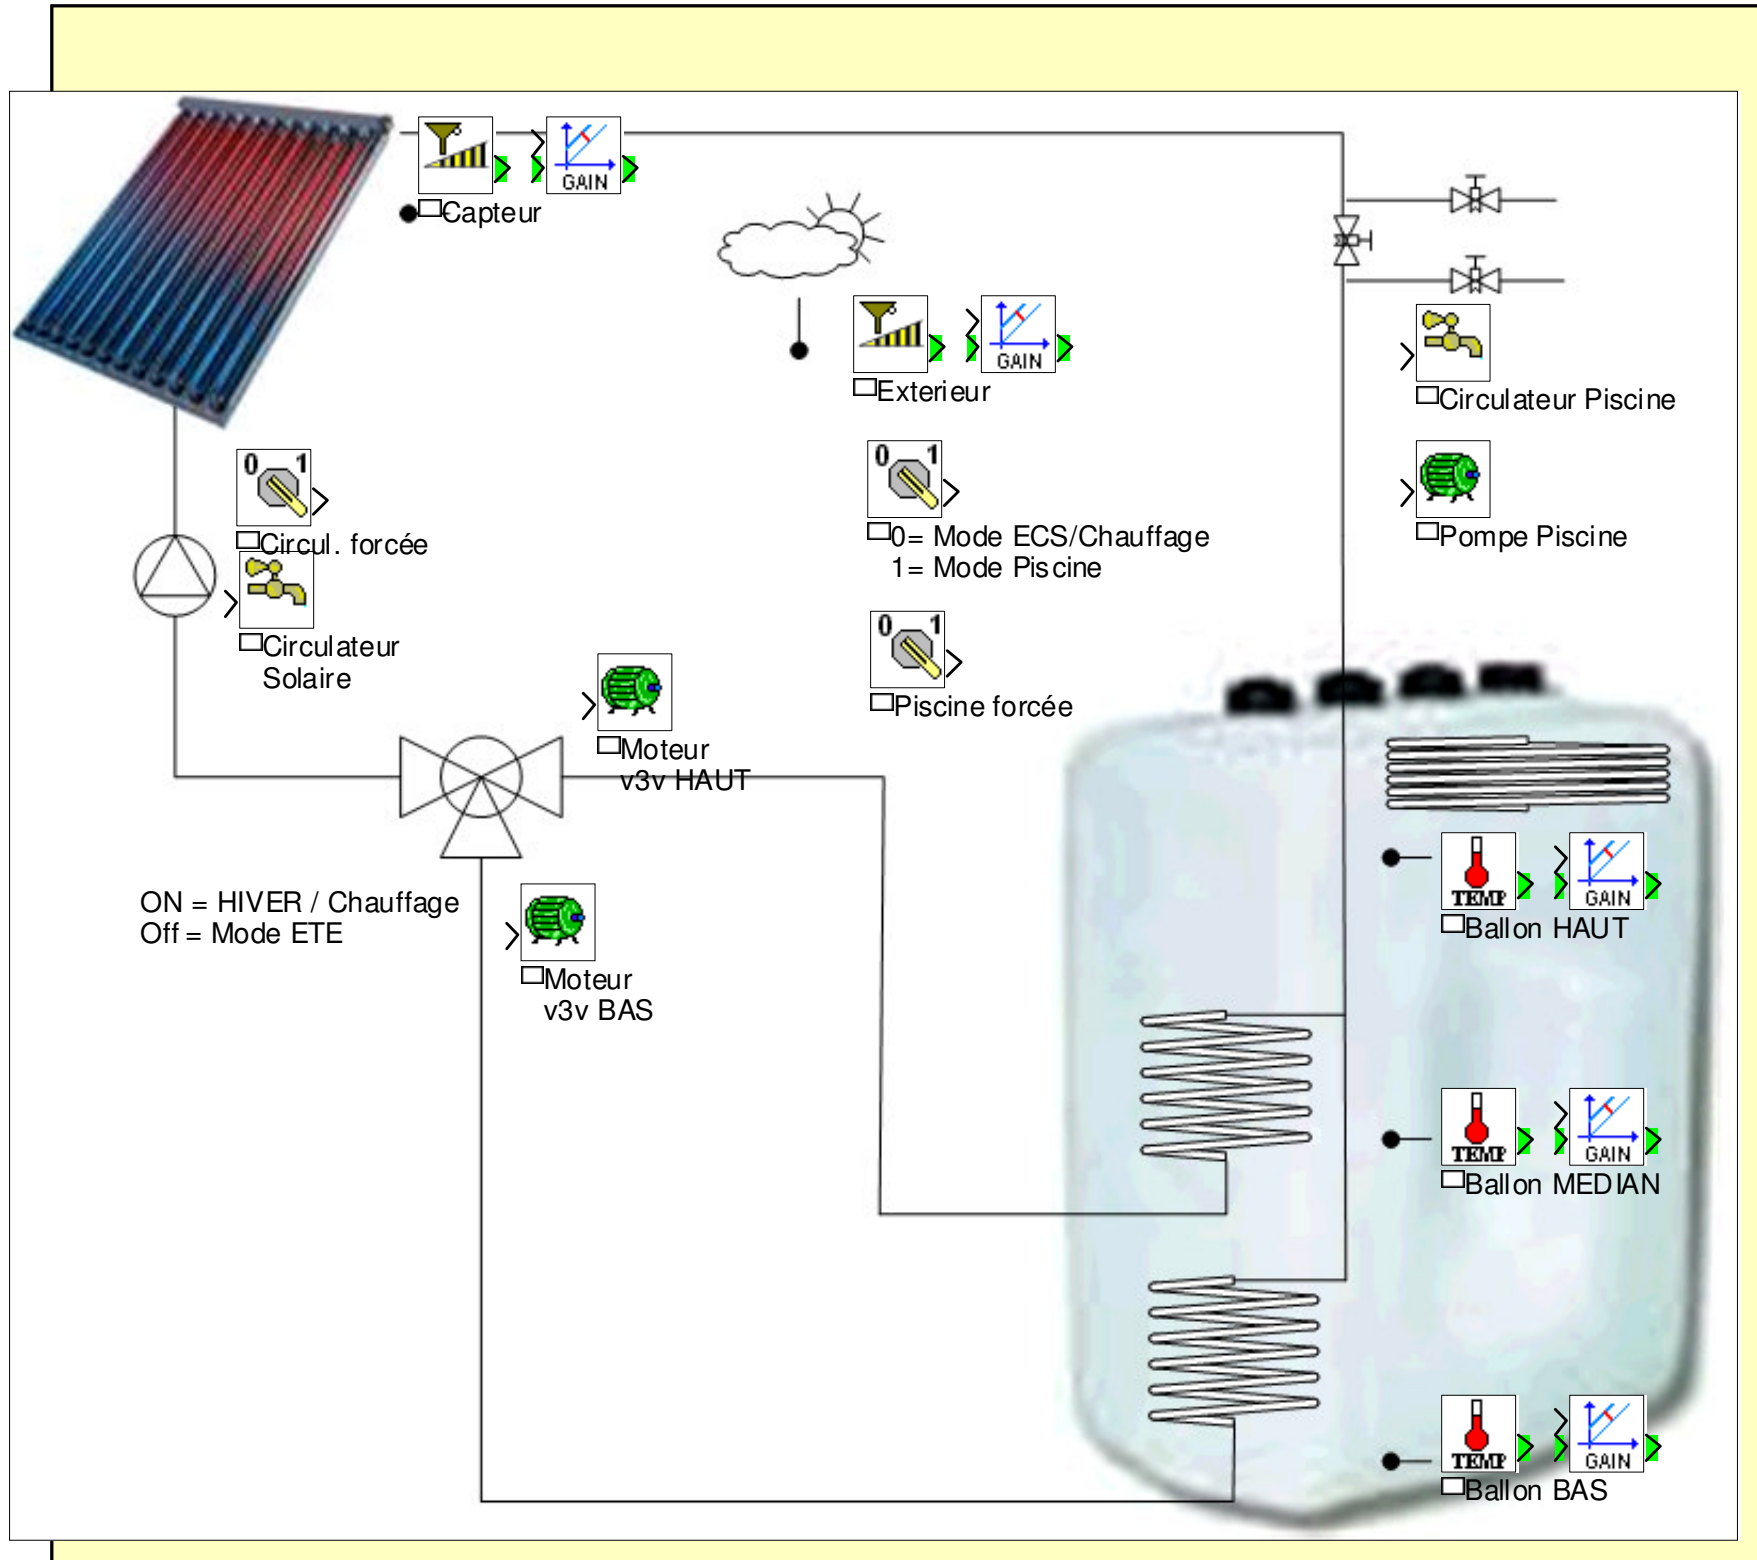 GAIN
Capteur
GAIN
Exterieur
Circulateur Piscine
0 1
Circul. forcée
0 1
0= Mode ECS/Chauffage
1= Mode Piscine
Pompe Piscine
Circulateur
Solaire
0 1
Piscine forcée
Moteur
v3v HAUT
TEMP
GAIN
Ballon HAUT
ON = HIVER / Chauffage
Off = Mode ETE
Moteur
v3v BAS
TEMP
GAIN
Ballon MEDIAN
TEMP
GAIN
Ballon BAS